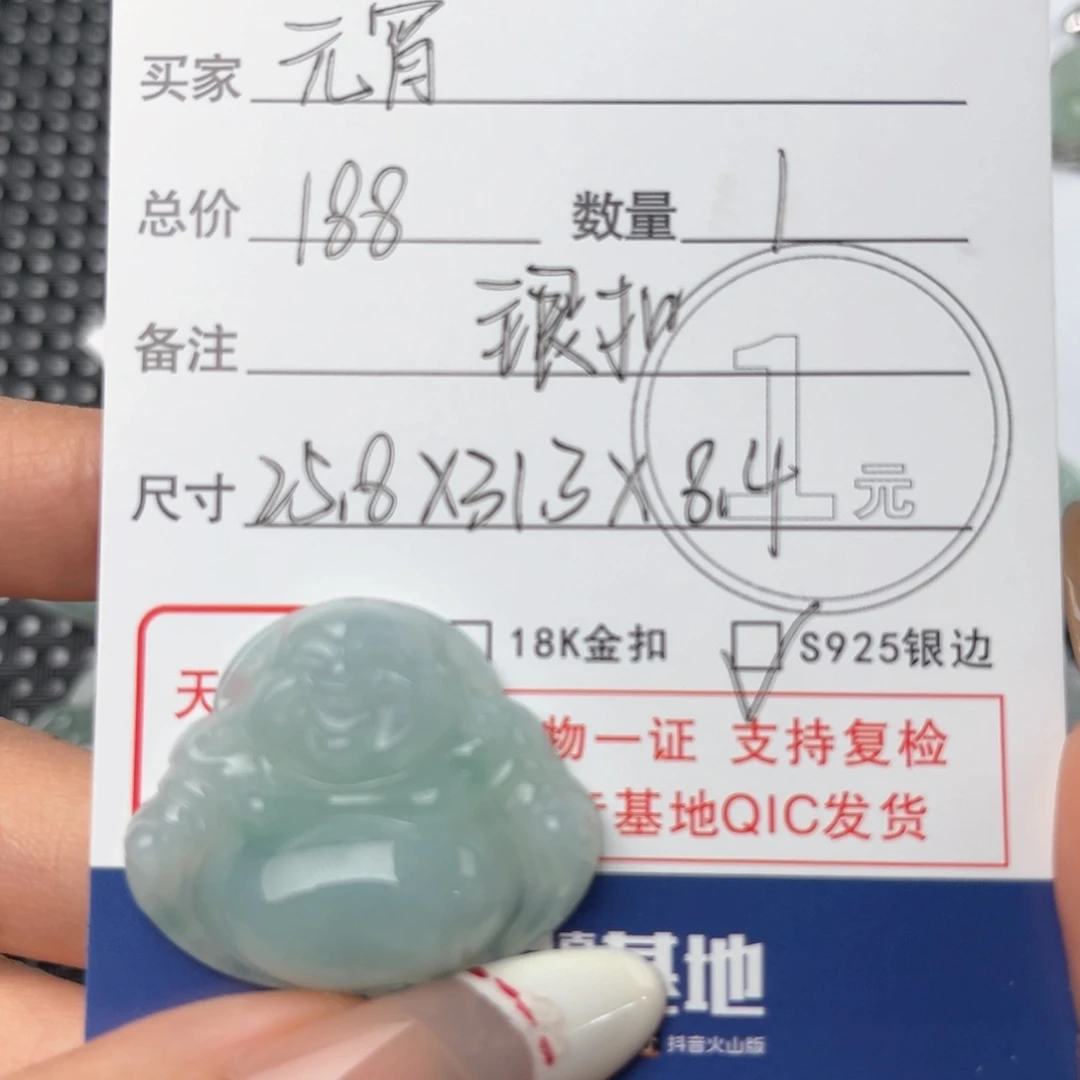 买家 元宵
总价 188 数量 1
备注 银扣
尺寸 25.8X31.3X8.4
1元
18K金扣 S925银边
天
物一证 支持复检
基地QIC发货
基地
抖音火山版